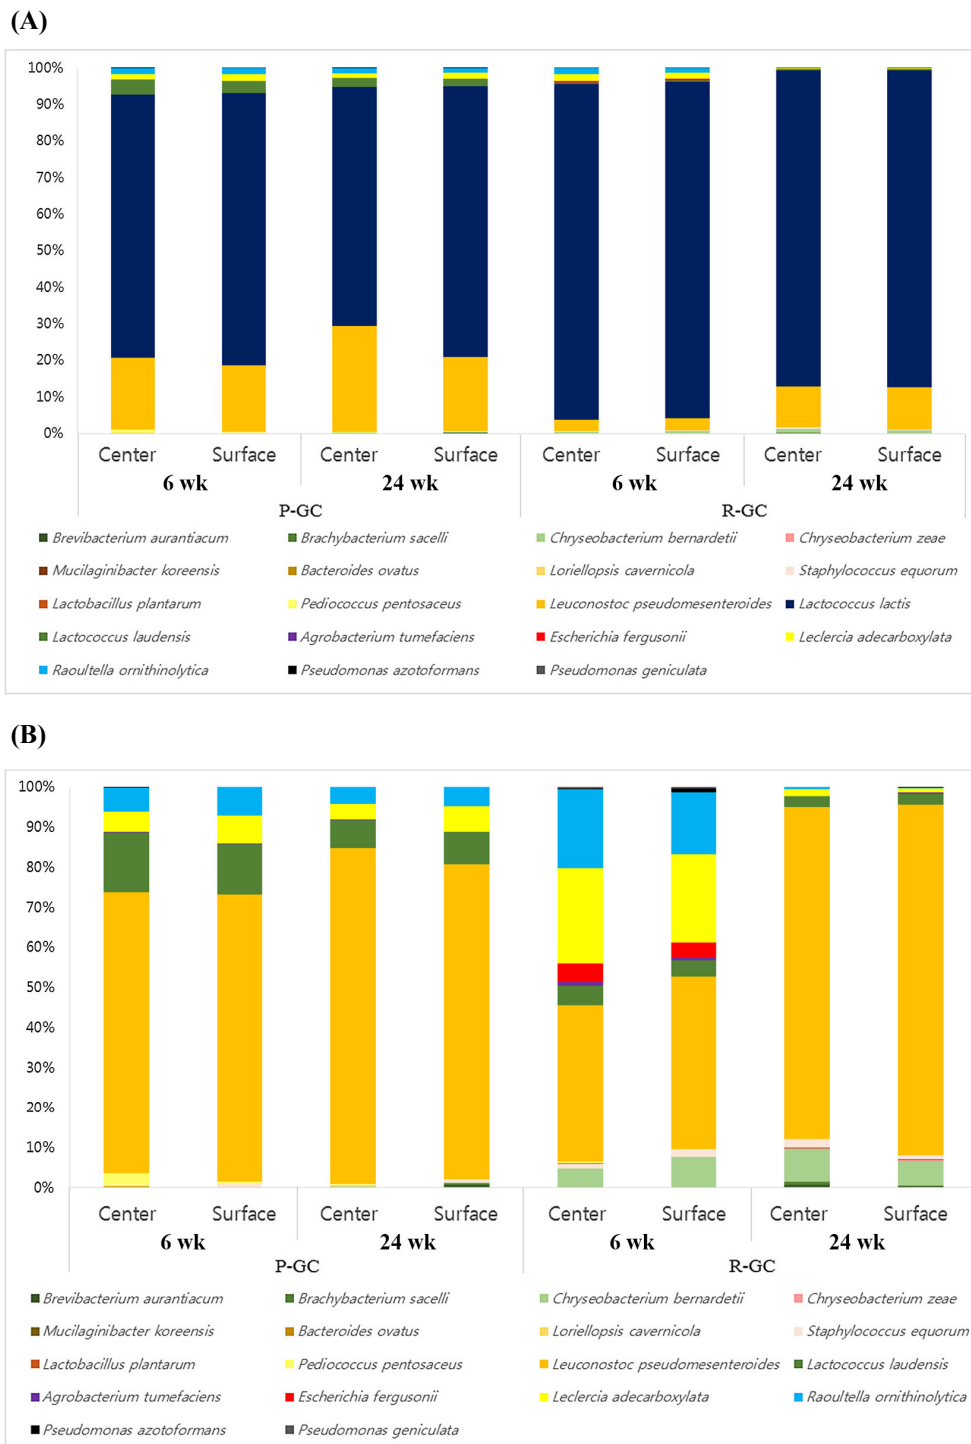 (A)
100%
90%
80%
70%
60%
50%
40%
30%
20%
10%
0%
Center Surface Center Surface Center Surface Center Surface
6 wk 24 wk 6 wk 24 wk
P-GC R-GC
Brevibacterium aurantiacum Brachybacterium sacelli Chryseobacterium bernardetii Chryseobacterium zeae
Mucilaginibacter koreensis Bacteroides ovatus Loriellopsis cavernicola Staphylococcus equorum
Lactobacillus plantarum Pediococcus pentosaceus Leuconostoc pseudomesenteroides Lactococcus lactis
Lactococcus laudensis Agrobacterium tumefaciens Escherichia fergusonii Leclercia adecarboxylata
Raoultella ornithinolytica Pseudomonas azotoformans Pseudomonas geniculata
(B)
100%
90%
80%
70%
60%
50%
40%
30%
20%
10%
0%
Center Surface Center Surface Center Surface Center Surface
6 wk 24 wk 6 wk 24 wk
P-GC R-GC
Brevibacterium aurantiacum Brachybacterium sacelli Chryseobacterium bernardetii Chryseobacterium zeae
Mucilaginibacter koreensis Bacteroides ovatus Loriellopsis cavernicola Staphylococcus equorum
Lactobacillus plantarum Pediococcus pentosaceus Leuconostoc pseudomesenteroides Lactococcus laudensis
Agrobacterium tumefaciens Escherichia fergusonii Leclercia adecarboxylata Raoultella ornithinolytica
Pseudomonas azotoformans Pseudomonas geniculata